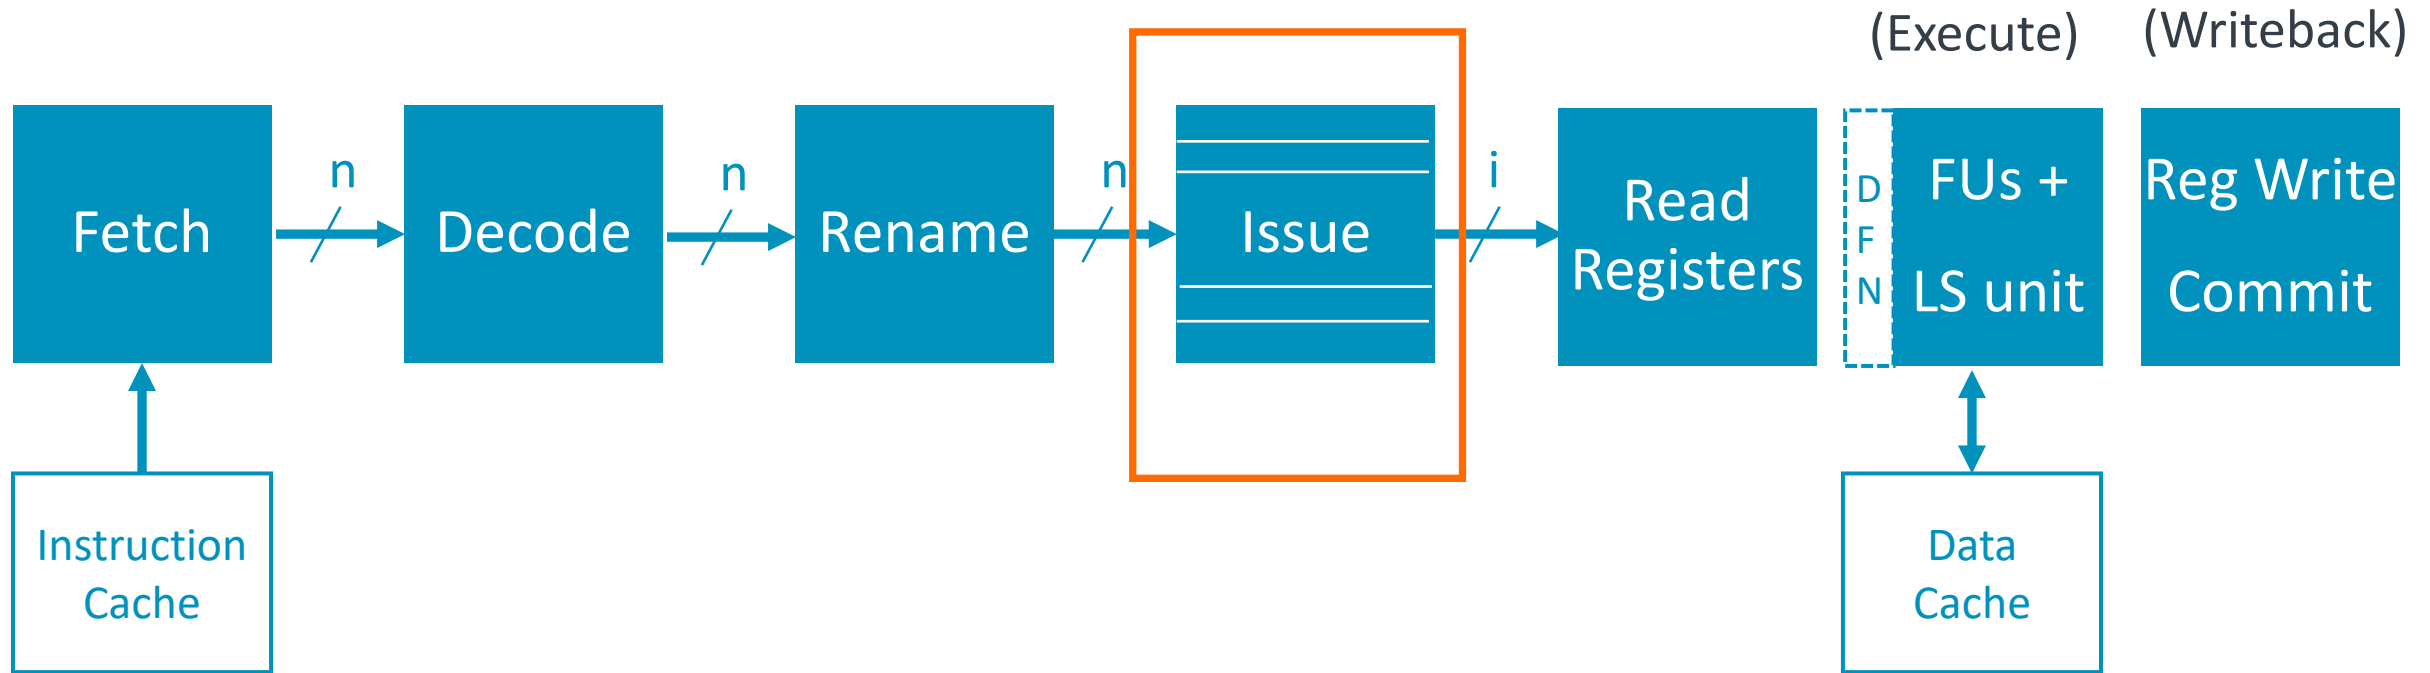 (Execute)
(Writeback)
Fetch
n
Decode
n
Rename
n
Issue
i
Read
Registers
D
F
N
FUs +
LS unit
Reg Write
Commit
Instruction
Cache
Data
Cache